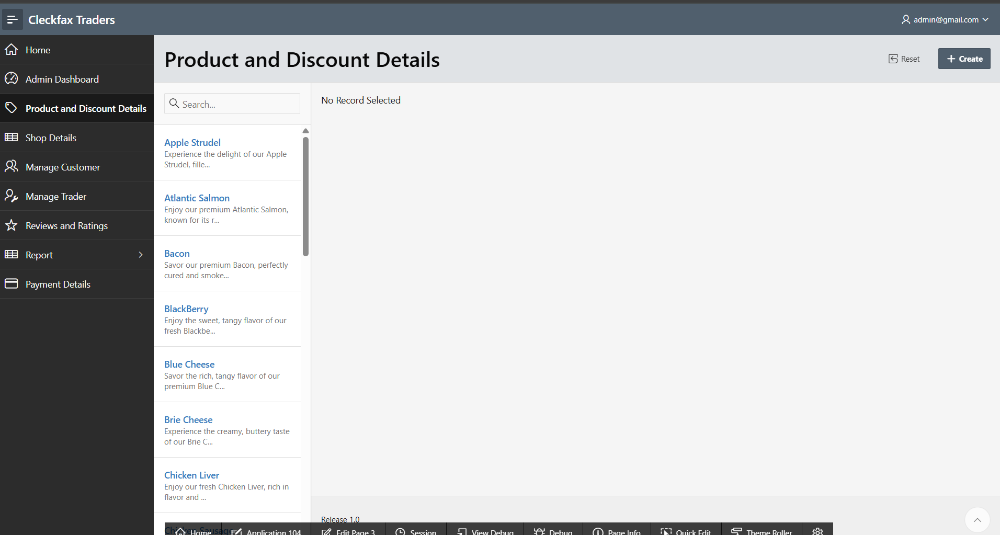 Cleckfax Traders
admin@gmail.com
Home
Admin Dashboard
Product and Discount Details
Shop Details
Manage Customer
Manage Trader
Reviews and Ratings
Report
Payment Details
Product and Discount Details
Reset
Create
Search...
Apple Strudel
Experience the delight of our Apple
Strudel, fille...
Atlantic Salmon
Enjoy our premium Atlantic Salmon,
known for its r...
Bacon
Savor our premium Bacon, perfectly
cured and smoke...
BlackBerry
Enjoy the sweet, tangy flavor of our
fresh Blackbe...
Blue Cheese
Savor the rich, tangy flavor of our
premium Blue C...
Brie Cheese
Experience the creamy, buttery taste
of our Brie C...
Chicken Liver
Enjoy our fresh Chicken Liver, rich in
flavor and ...
Chicken Sausage
No Record Selected
Release 1.0
Home
Application 104
Edit Page 3
Session
View Debug
Debug
Page Info
Quick Edit
Theme Roller